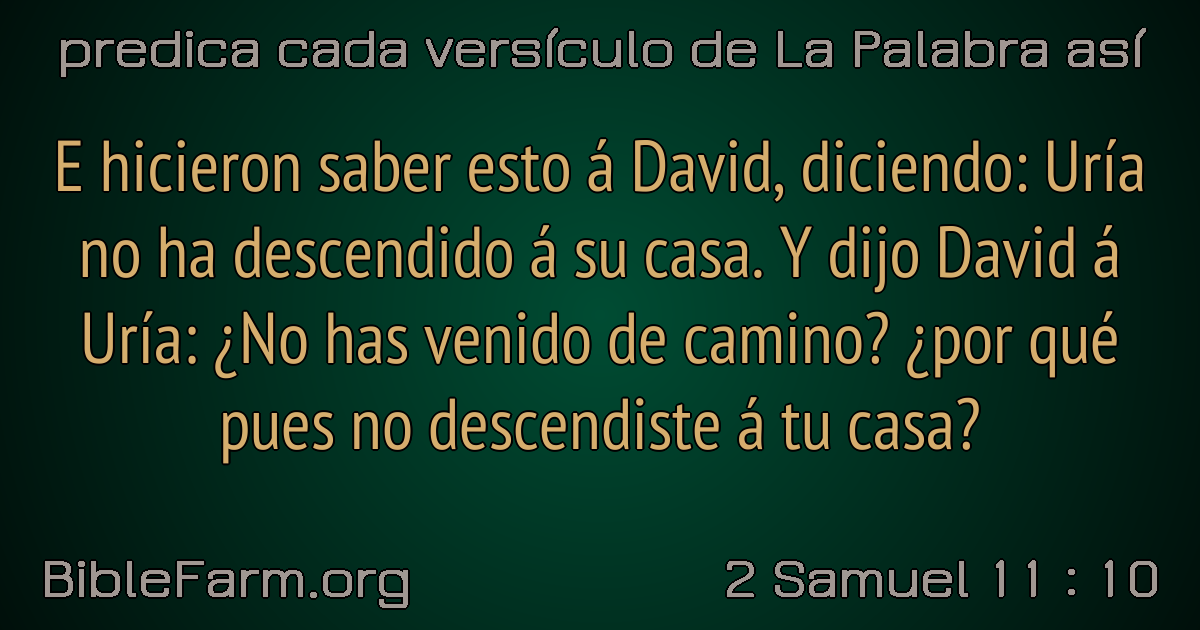 predica cada versículo de La Palabra así
E hicieron saber esto á David, diciendo: Uría
no ha descendido á su casa. Y dijo David á
Uría: ¿No has venido de camino? ¿por qué
pues no descendiste á tu casa?
BibleFarm.org
2 Samuel 11 : 10